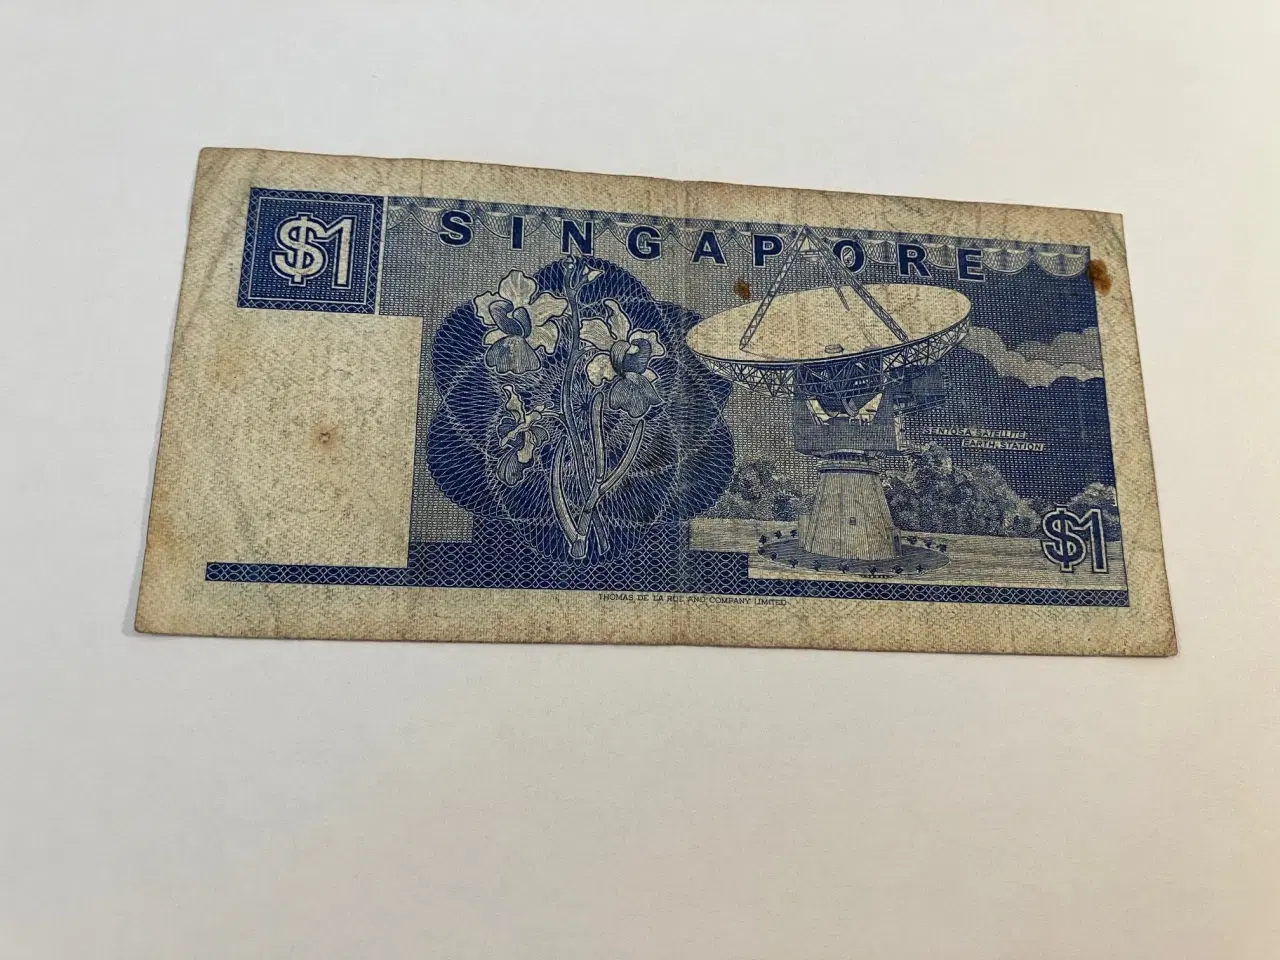 $1
SINGAPORE
SENTOSA SATELLITE
EARTH STATION
$1
THOMAS DE LA RUE AND COMPANY LIMITED